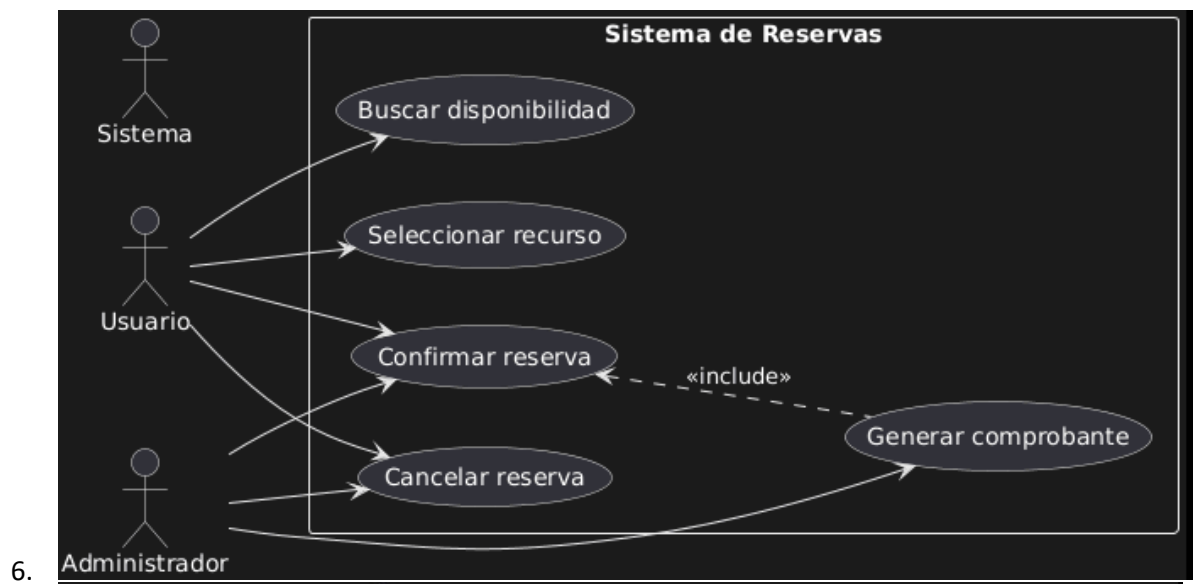 Sistema de Reservas
Buscar disponibilidad
Sistema
Seleccionar recurso
Usuario
Confirmar reserva
«include»
Generar comprobante
Cancelar reserva
Administrador
6.